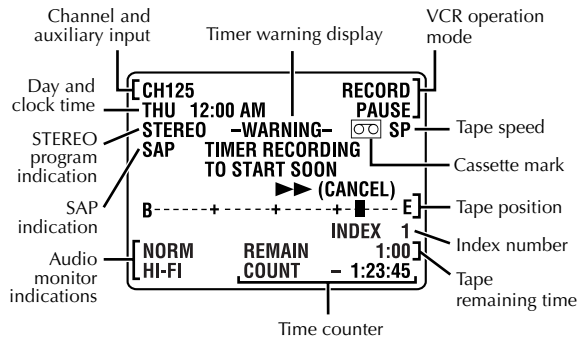 Channel and
auxiliary input
Timer warning display
VCR operation
mode
Day and
clock time
STEREO
program
indication
SAP
indication
Audio
monitor
indications
CH125
RECORD
THU 12:00 AM
PAUSE
STEREO –WARNING– SP
SAP TIMER RECORDING
TO START SOON
►► (CANCEL)
B-----+-----+-----+--█---E
INDEX 1
NORM REMAIN 1:00
HI-FI COUNT – 1:23:45
Tape speed
Cassette mark
Tape position
Index number
Tape
remaining time
Time counter